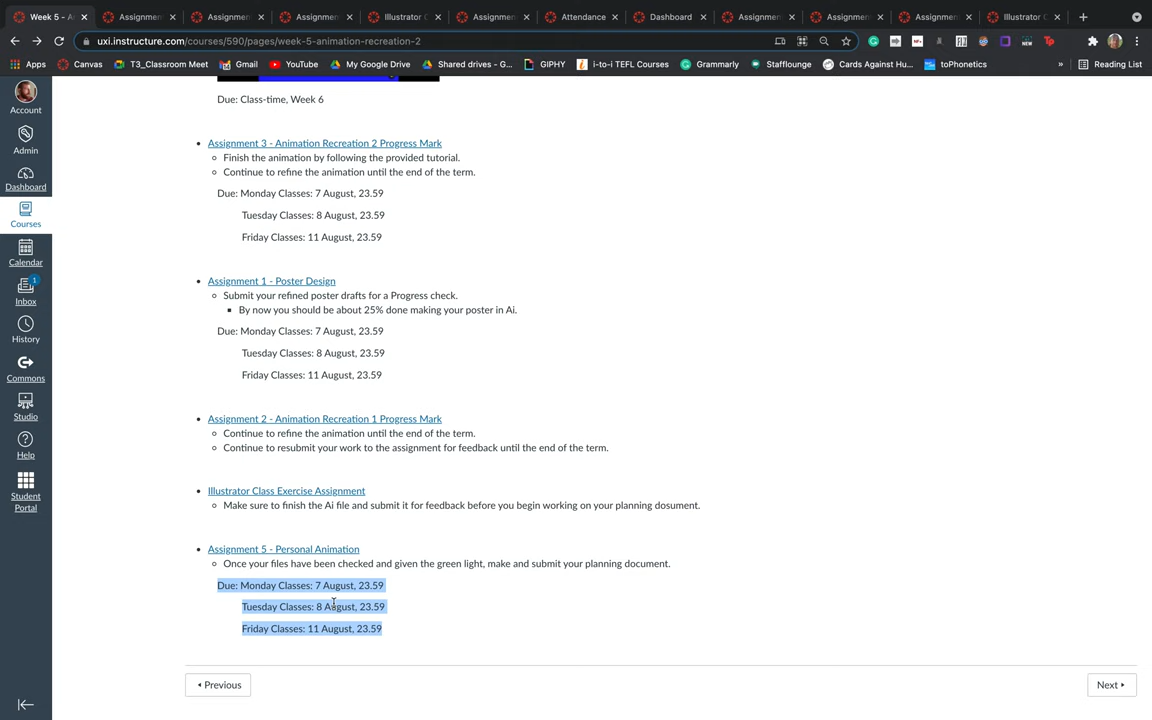 Week 5 - A
Assignmen
Assignmen
Assignmen
Illustrator C
Assignmen
Attendance
Dashboard
Assignmen
Assignmen
Assignmen
Illustrator C
uxi.instructure.com/courses/590/pages/week-5-animation-recreation-2
Apps
Canvas
T3_Classroom Meet
Gmail
YouTube
My Google Drive
Shared drives - G...
GIPHY
i-to-i TEFL Courses
Grammarly
Stafflounge
Cards Against Hu...
toPhonetics
»
Reading List
Account
Admin
Dashboard
Courses
Calendar
1
Inbox
History
Commons
Studio
Help
Student
Portal
Due: Class-time, Week 6
Assignment 3 - Animation Recreation 2 Progress Mark
Finish the animation by following the provided tutorial.
Continue to refine the animation until the end of the term.
Due: Monday Classes: 7 August, 23.59
Tuesday Classes: 8 August, 23.59
Friday Classes: 11 August, 23.59
Assignment 1 - Poster Design
Submit your refined poster drafts for a Progress check.
By now you should be about 25% done making your poster in Ai.
Due: Monday Classes: 7 August, 23.59
Tuesday Classes: 8 August, 23.59
Friday Classes: 11 August, 23.59
Assignment 2 - Animation Recreation 1 Progress Mark
Continue to refine the animation until the end of the term.
Continue to resubmit your work to the assignment for feedback until the end of the term.
Illustrator Class Exercise Assignment
Make sure to finish the Ai file and submit it for feedback before you begin working on your planning document.
Assignment 5 - Personal Animation
Once your files have been checked and given the green light, make and submit your planning document.
Due: Monday Classes: 7 August, 23.59
Tuesday Classes: 8 August, 23.59
Friday Classes: 11 August, 23.59
Previous
Next